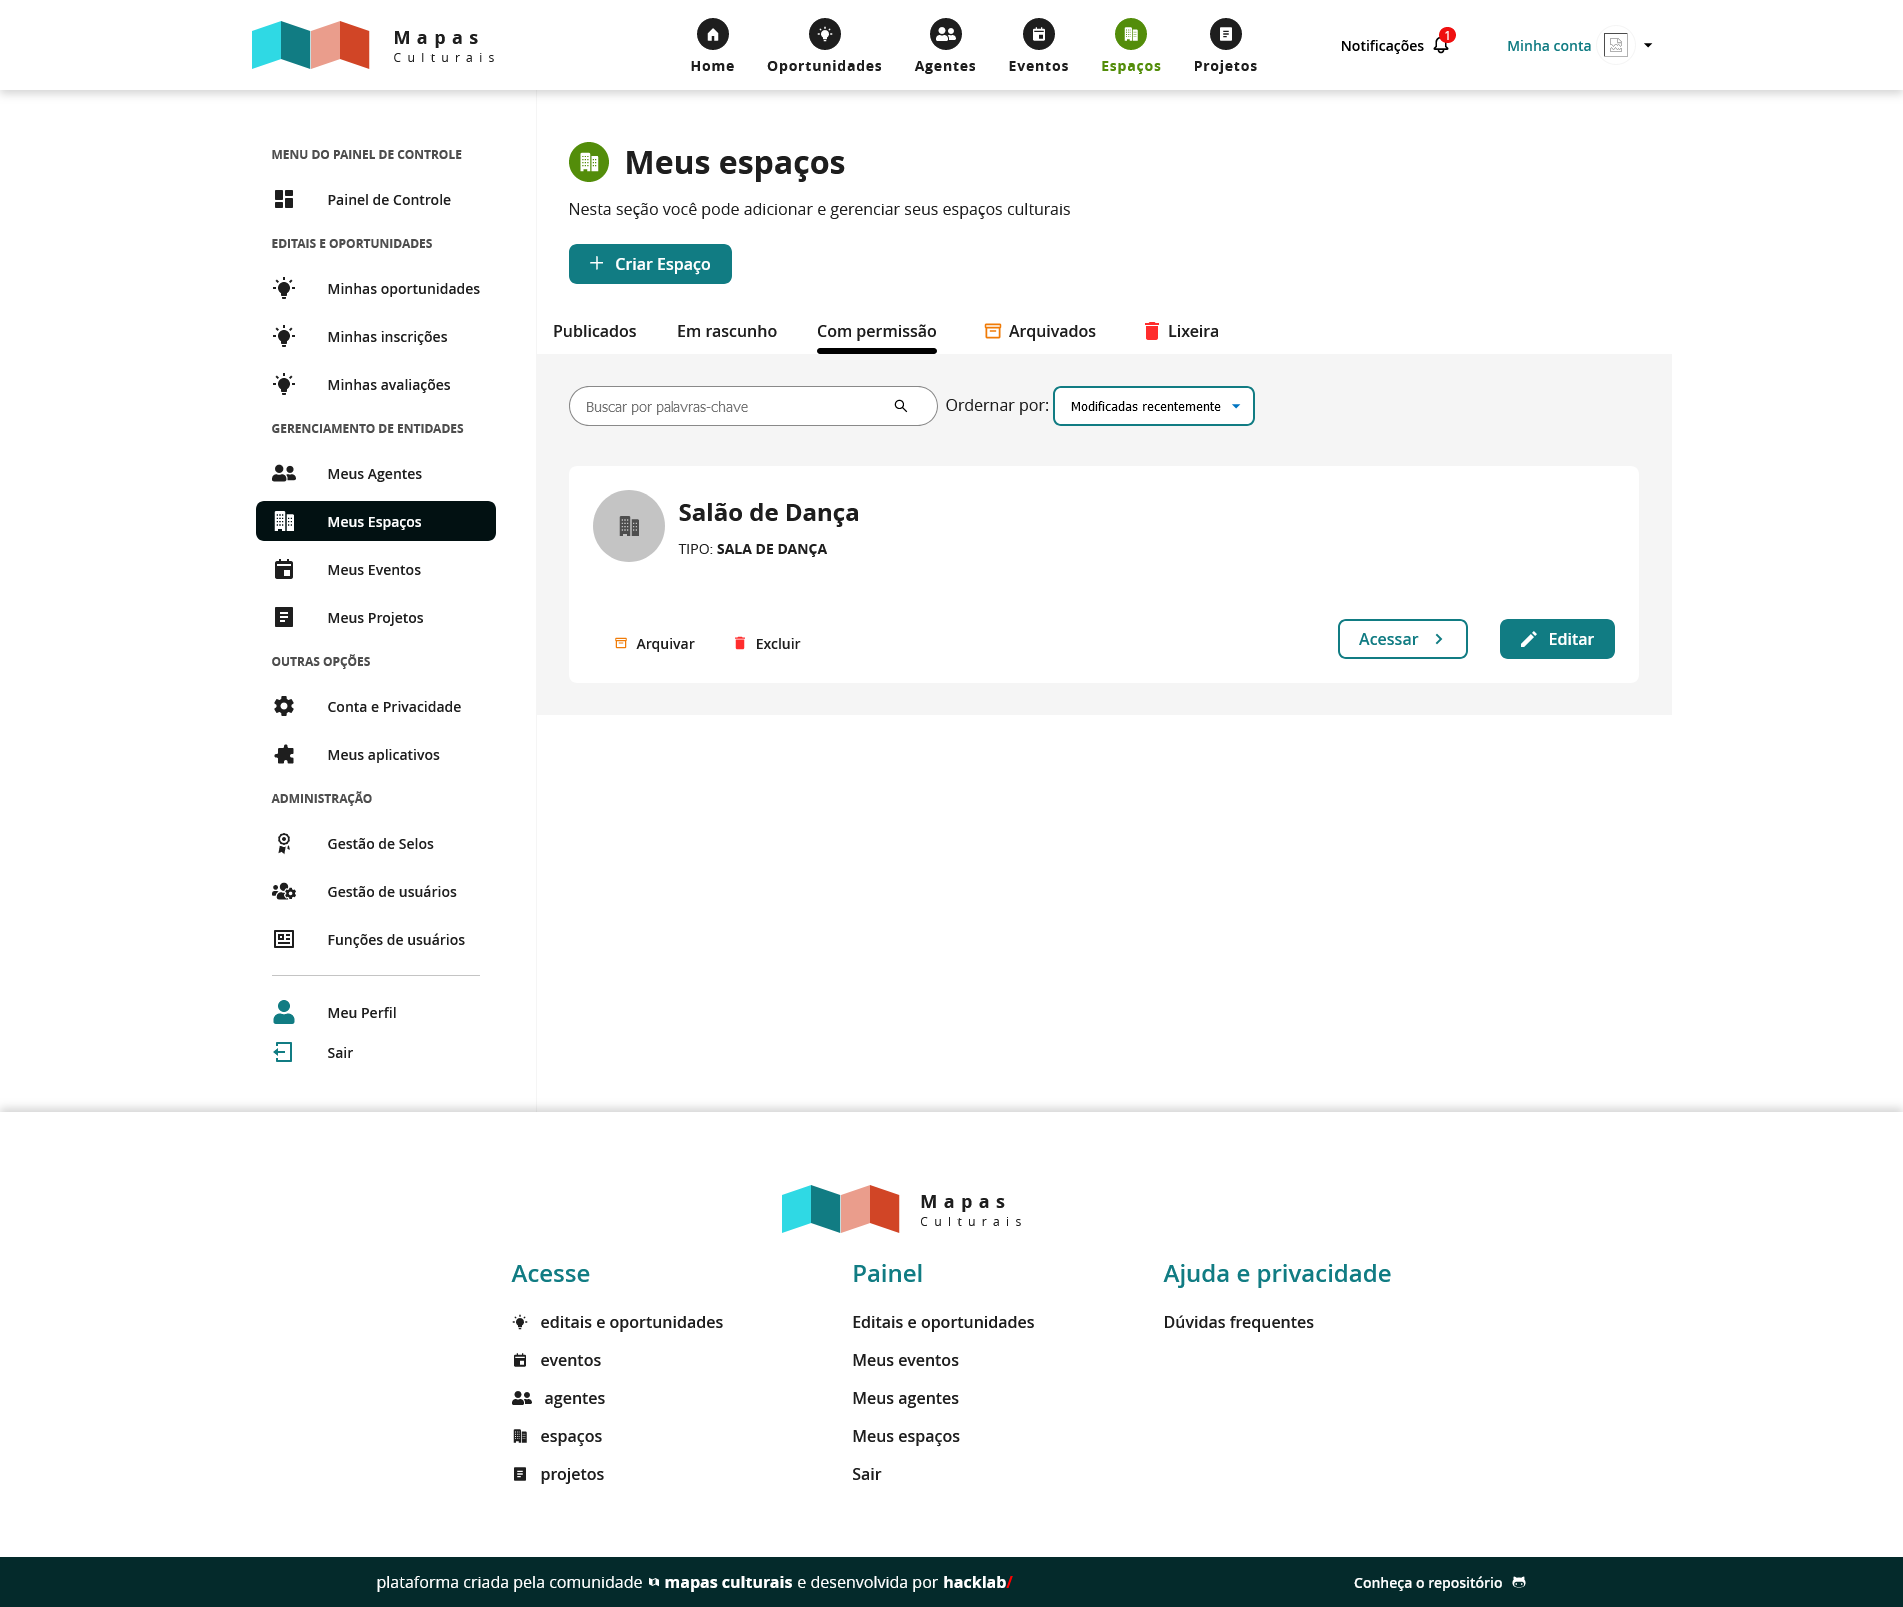 Mapas
Culturais
Home
Oportunidades
Agentes
Eventos
Espaços
Projetos
Notificações
1
Minha conta
MENU DO PAINEL DE CONTROLE
Painel de Controle
EDITAIS E OPORTUNIDADES
Minhas oportunidades
Minhas inscrições
Minhas avaliações
GERENCIAMENTO DE ENTIDADES
Meus Agentes
Meus Espaços
Meus Eventos
Meus Projetos
OUTRAS OPÇÕES
Conta e Privacidade
Meus aplicativos
ADMINISTRAÇÃO
Gestão de Selos
Gestão de usuários
Funções de usuários
Meu Perfil
Sair
Meus espaços
Nesta seção você pode adicionar e gerenciar seus espaços culturais
Criar Espaço
Publicados
Em rascunho
Com permissão
Arquivados
Lixeira
Buscar por palavras-chave
Ordernar por:
Modificadas recentemente
Salão de Dança
TIPO: SALA DE DANÇA
Arquivar
Excluir
Acessar
Editar
Mapas
Culturais
Acesse
editais e oportunidades
eventos
agentes
espaços
projetos
Painel
Editais e oportunidades
Meus eventos
Meus agentes
Meus espaços
Sair
Ajuda e privacidade
Dúvidas frequentes
plataforma criada pela comunidade mapas culturais e desenvolvida por hacklab/
Conheça o repositório